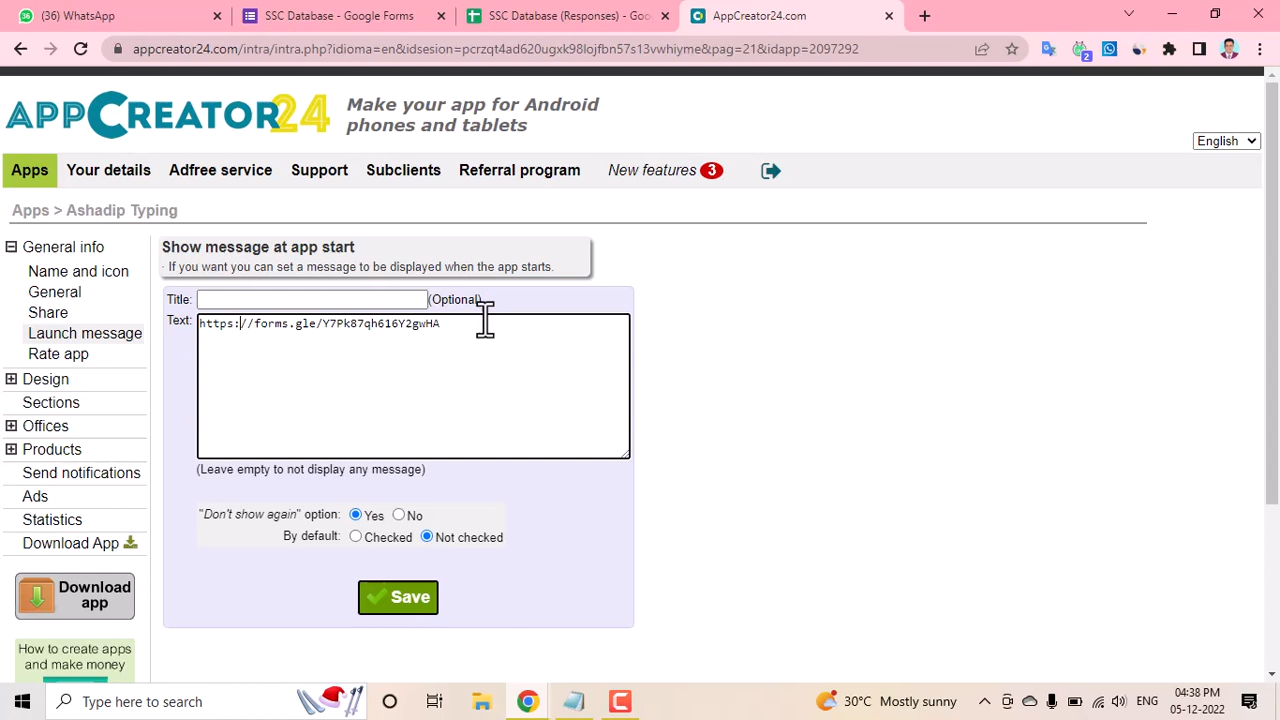 36 (36) WhatsApp
SSC Database - Google Forms
SSC Database (Responses) - Goog
AppCreator24.com
appcreator24.com/intra/intra.php?idioma=en&idsesion=pcrzqt4ad620ugxk98lojfbn57s13vwhiyme&pag=21&idapp=2097292
2
APPCREATOR24
Make your app for Android
phones and tablets
English
Apps
Your details
Adfree service
Support
Subclients
Referral program
New features 3
Apps > Ashadip Typing
General info
Name and icon
General
Share
Launch message
Rate app
Design
Sections
Offices
Products
Send notifications
Ads
Statistics
Download App
Download
app
How to create apps
and make money
Show message at app start
· If you want you can set a message to be displayed when the app starts.
Title: (Optional)
Text: https://forms.gle/Y7Pk87qh616Y2gwHA
(Leave empty to not display any message)
"Don't show again" option: Yes No
By default: Checked Not checked
Save
Type here to search
30°C Mostly sunny
04:38 PM
05-12-2022